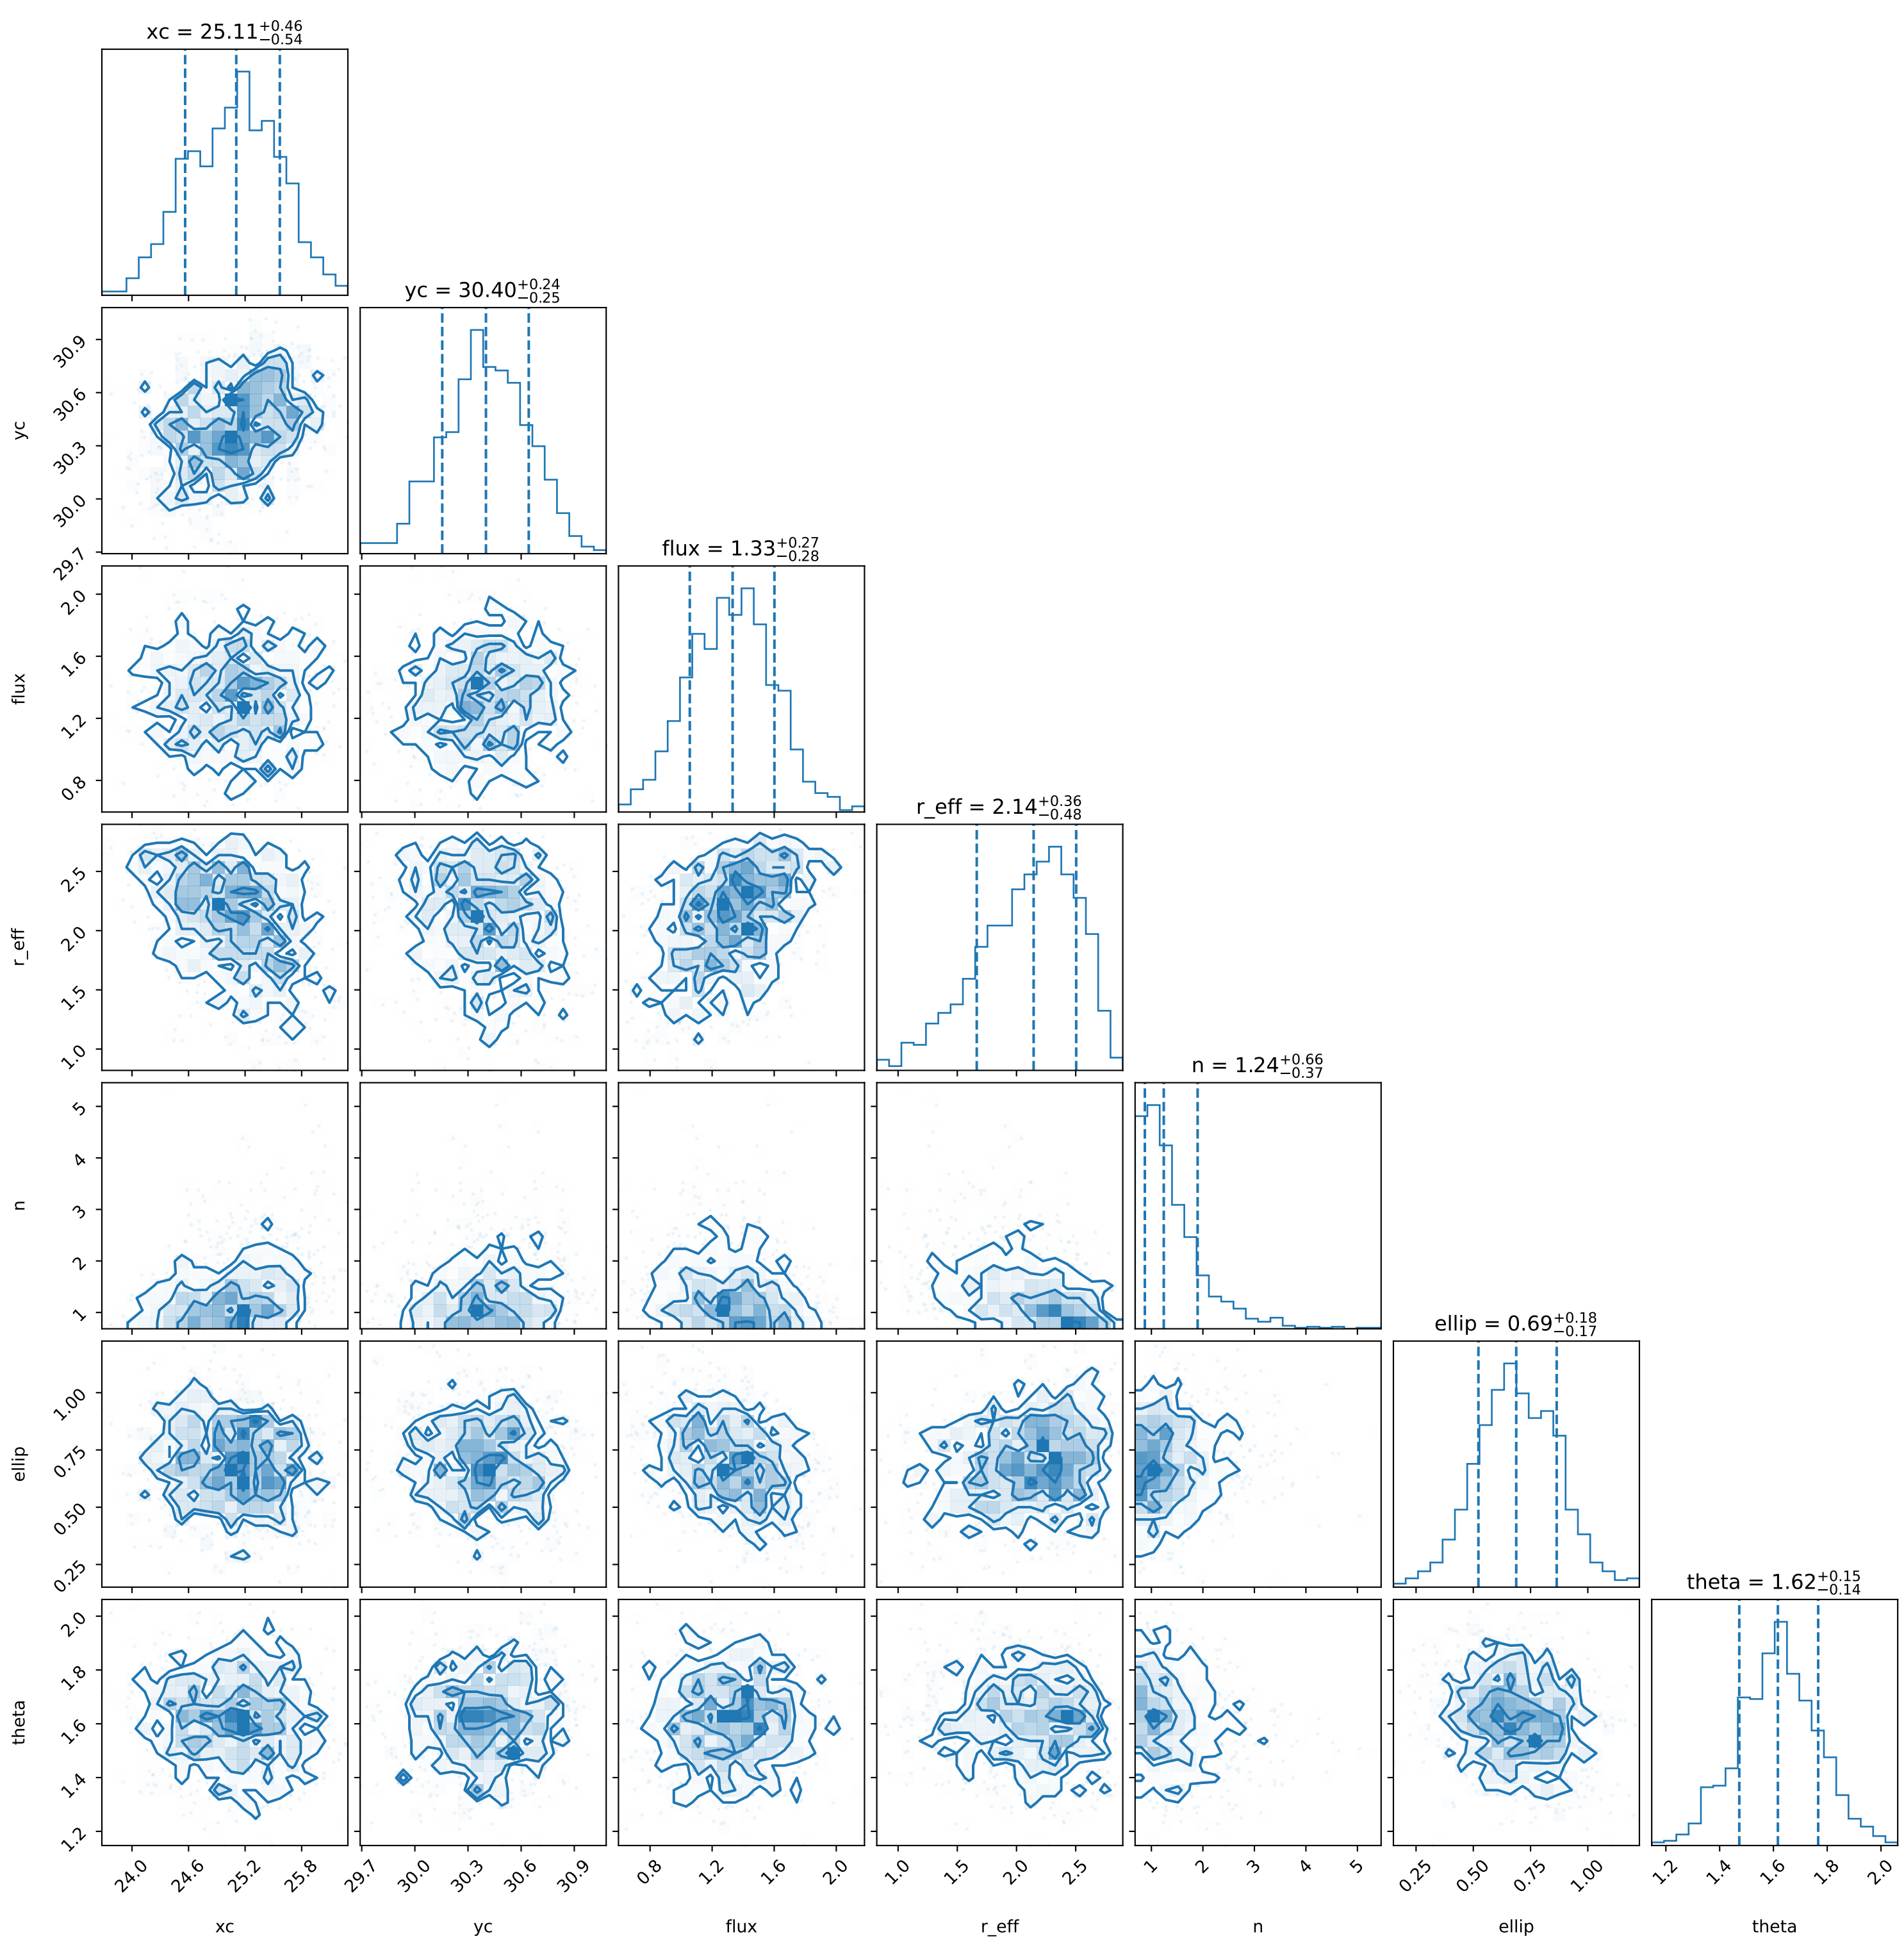 xc = 25.11+0.46−0.54
yc = 30.40+0.24−0.25
30.9
30.6
30.3
30.0
29.7
yc
flux = 1.33+0.27−0.28
2.0
1.6
1.2
0.8
flux
r_eff = 2.14+0.36−0.48
2.5
2.0
1.5
1.0
r_eff
n = 1.24+0.66−0.37
5
4
3
2
1
n
ellip = 0.69+0.18−0.17
1.00
0.75
0.50
0.25
ellip
theta = 1.62+0.15−0.14
2.0
1.8
1.6
1.4
1.2
theta
24.0 24.6 25.2 25.8 29.7 30.0 30.3 30.6 30.9 0.8 1.2 1.6 2.0 1.0 1.5 2.0 2.5 1 2 3 4 5 0.25 0.50 0.75 1.00 1.2 1.4 1.6 1.8 2.0
xc yc flux r_eff n ellip theta